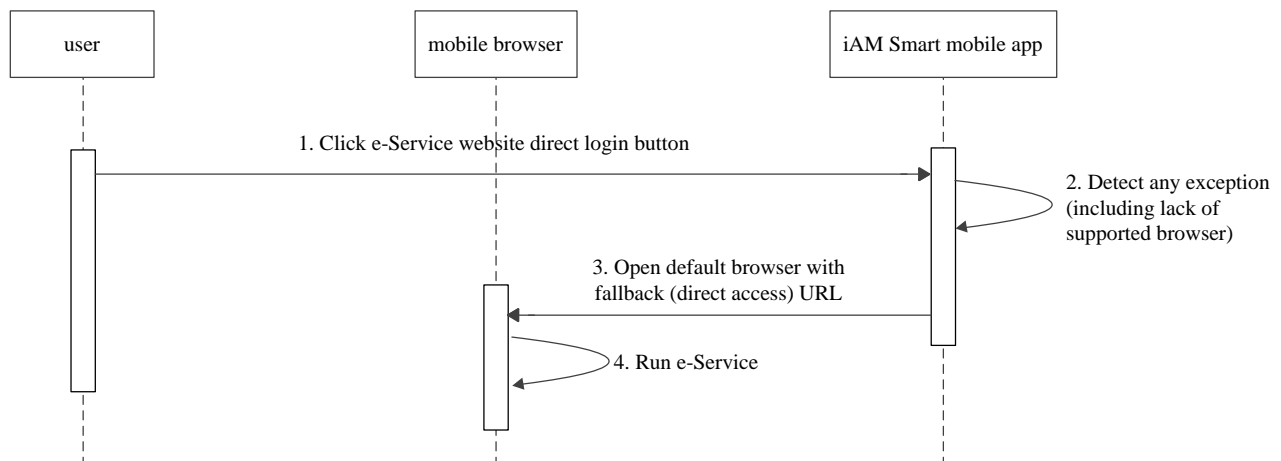 user
mobile browser
iAM Smart mobile app
1. Click e-Service website direct login button
2. Detect any exception
(including lack of
supported browser)
3. Open default browser with
fallback (direct access) URL
4. Run e-Service